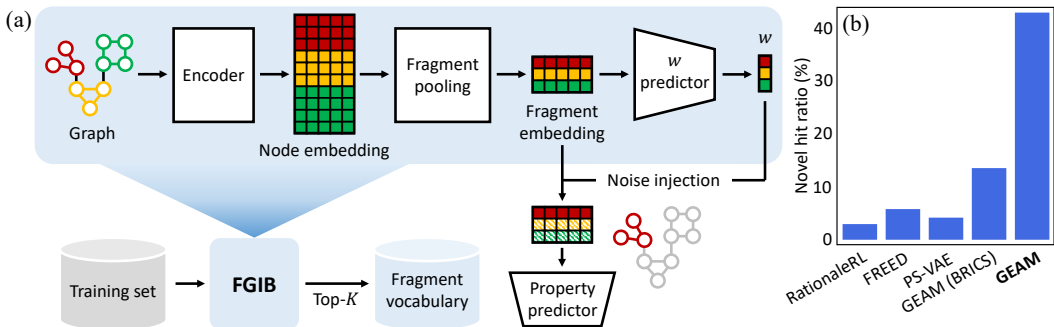 (a)
Graph
Encoder
Node embedding
Fragment
pooling
Fragment
embedding
w
predictor
w
Noise injection
Property
predictor
Training set
FGIB
Top-K
Fragment
vocabulary
(b)
Novel hit ratio (%)
40
30
20
10
0
RationaleRL
FREED
PS-VAE
GEAM (BRICS)
GEAM